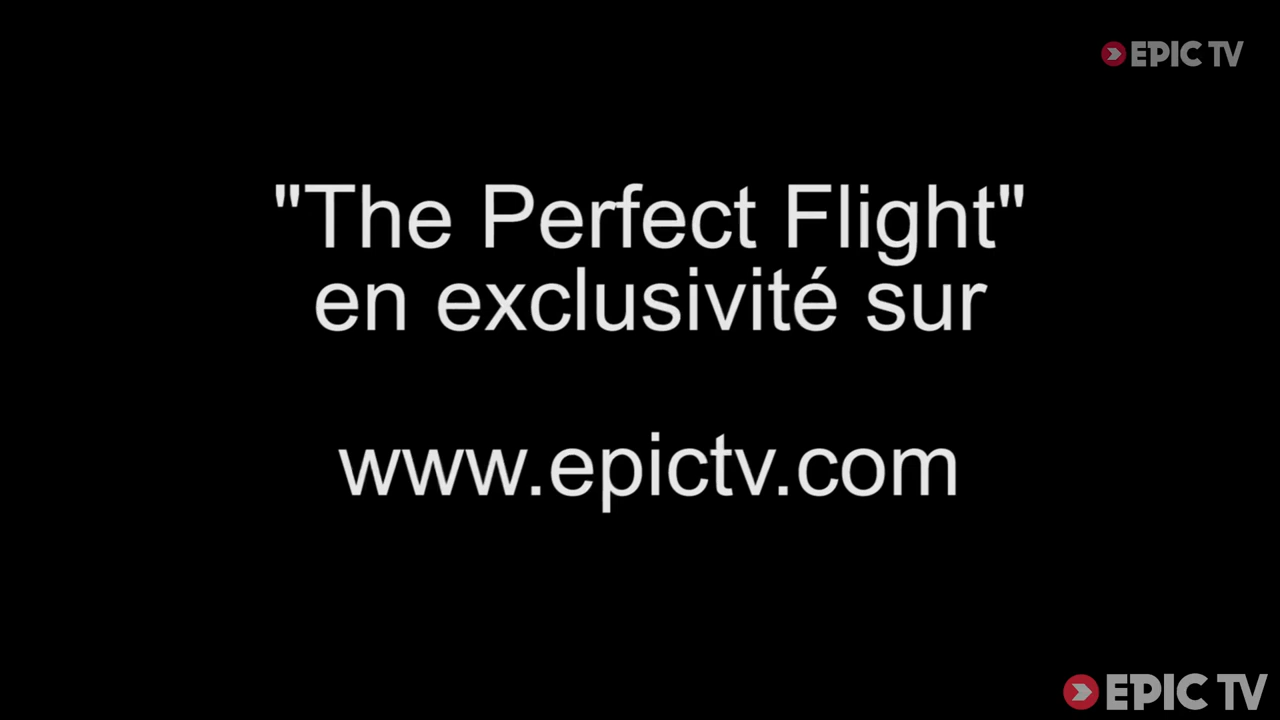 EPIC TV
"The Perfect Flight"
en exclusivité sur
www.epictv.com
EPIC TV